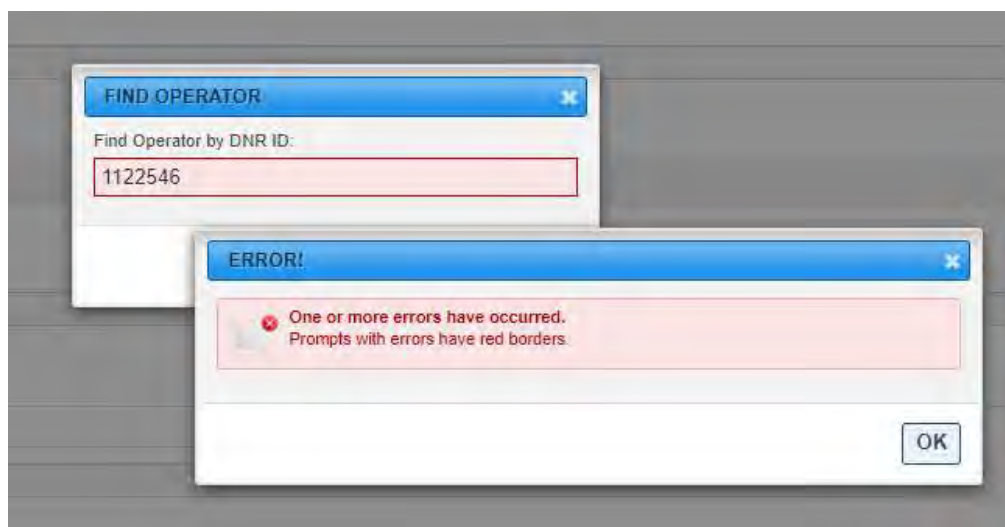 FIND OPERATOR
Find Operator by DNR ID:
1122546
ERROR!
One or more errors have occurred.
Prompts with errors have red borders.
OK